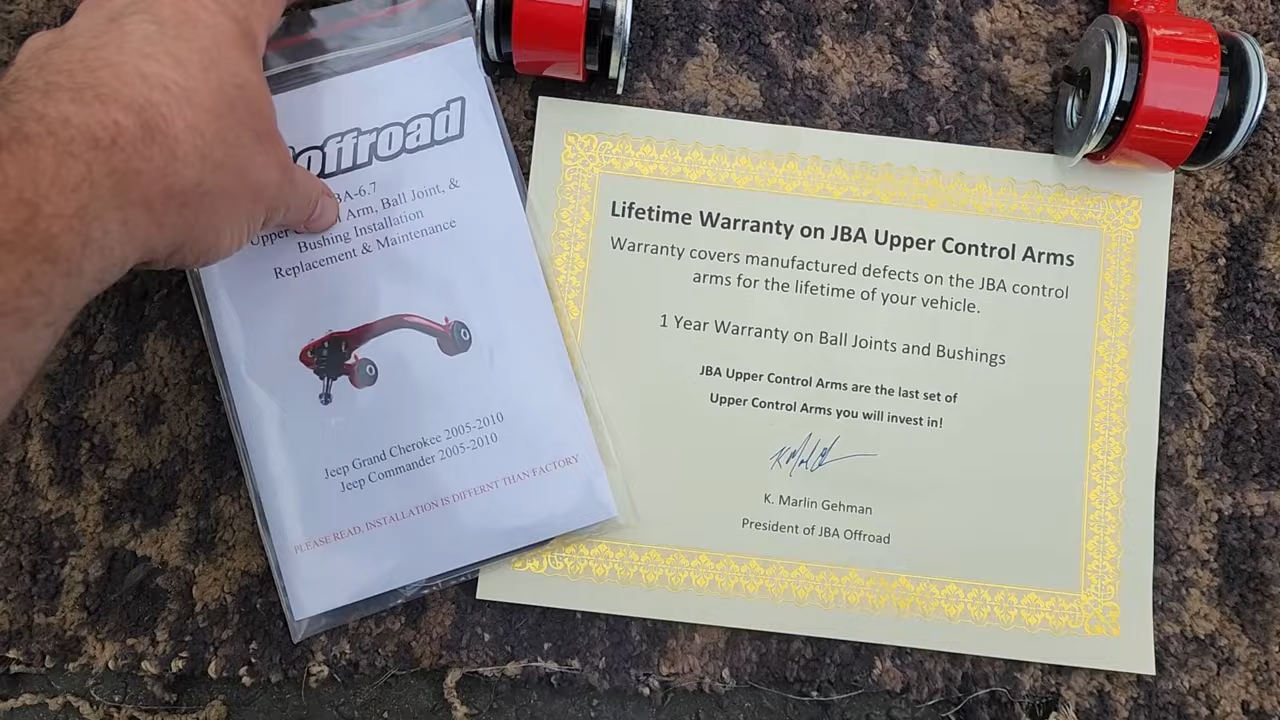 offroad
BA-6.7
Upper Arm, Ball Joint, &
Bushing Installation
Replacement & Maintenance
Jeep Grand Cherokee 2005-2010
Jeep Commander 2005-2010
PLEASE READ, INSTALLATION IS DIFFERNT THAN FACTORY
Lifetime Warranty on JBA Upper Control Arms
Warranty covers manufactured defects on the JBA control
arms for the lifetime of your vehicle.
1 Year Warranty on Ball Joints and Bushings
JBA Upper Control Arms are the last set of
Upper Control Arms you will invest in!
K. Marlin Gehman
President of JBA Offroad